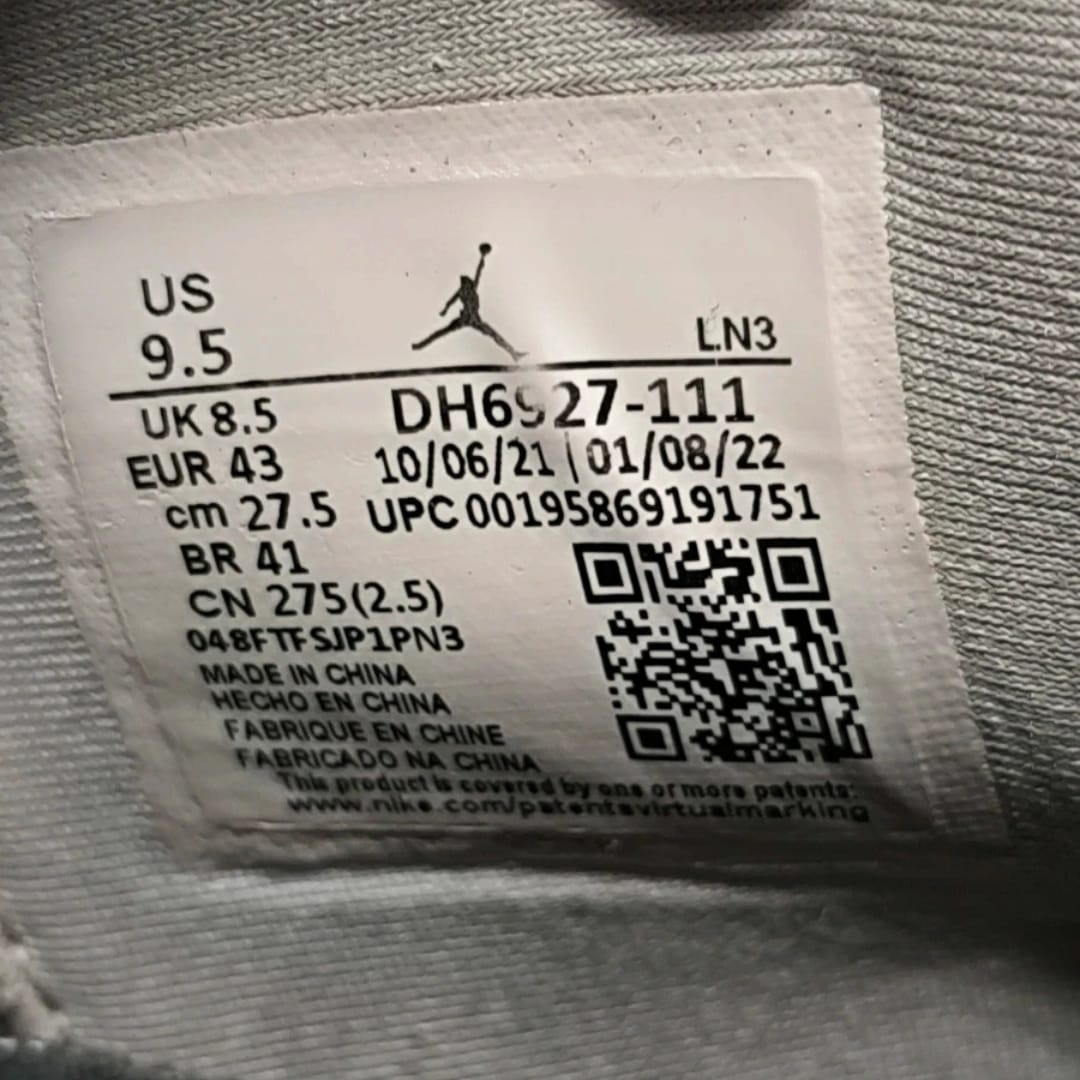 US
9.5
LN3
UK 8.5
DH6927-111
EUR 43
10/06/21 | 01/08/22
cm 27.5
UPC 00195869191751
BR 41
CN 275(2.5)
048FTFSJP1PN3
MADE IN CHINA
HECHO EN CHINA
FABRIQUE EN CHINE
FABRICADO NA CHINA
This product is covered by one or more patents:
www.nike.com/patentsvirtualmarking